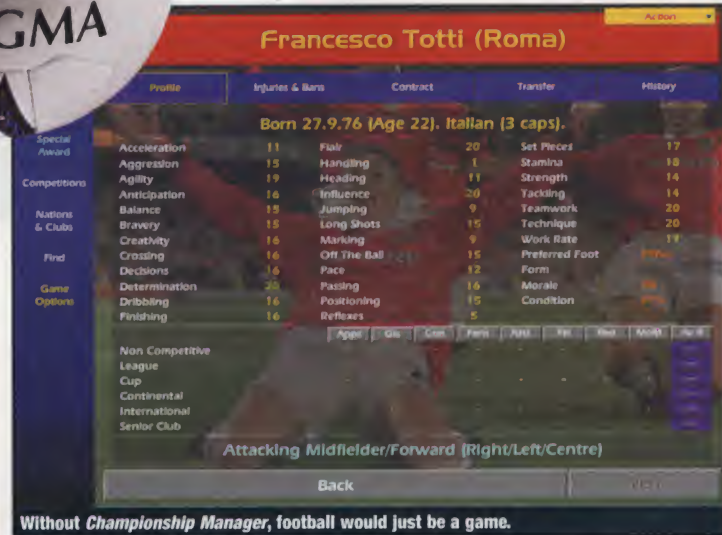 GMA
Action
Francesco Totti (Roma)
Profile Injuries & Bans Contract Transfer History
Born 27.9.76 (Age 22). Italian (3 caps).
Special
Award
Competitions
Nations
& Clubs
Find
Game
Options
Acceleration 11 Flair 20 Set Pieces 17
Aggression 15 Handling 1 Stamina 18
Agility 19 Heading 11 Strength 14
Anticipation 16 Influence 20 Tackling 14
Balance 15 Jumping 9 Teamwork 20
Bravery 15 Long Shots 15 Technique 20
Creativity 16 Marking 9 Work Rate
Crossing 16 Off The Ball 15 Preferred Foot
Decisions 16 Pace 12 Form
Determination 20 Passing 16 Morale
Dribbling 16 Positioning 15 Condition
Finishing 16 Reflexes 5
Apps Gls Con
Non Competitive
League
Cup
Continental
International
Senior Club
Attacking Midfielder/Forward (Right/Left/Centre)
Back
Without Championship Manager, football would just be a game.